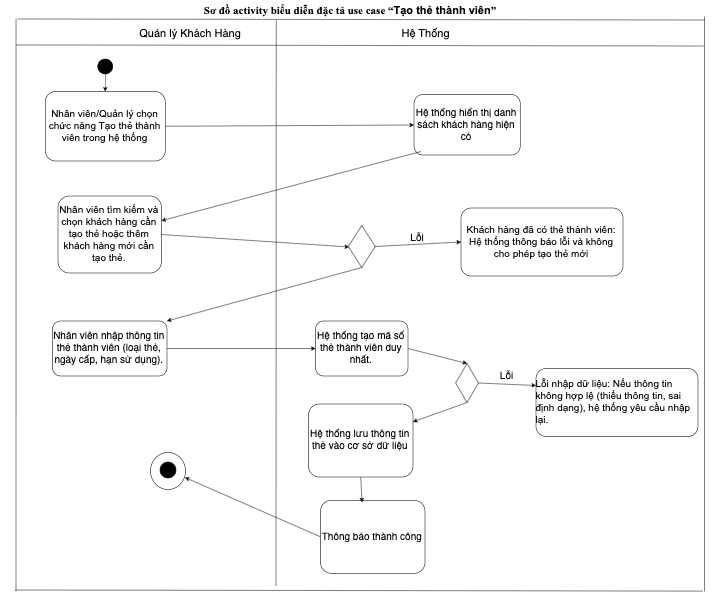 Sơ đồ activity biểu diễn đặc tả use case “Tạo thẻ thành viên”
Quản lý Khách Hàng
Hệ Thống
Nhân viên/Quản lý chọn
chức năng Tạo thẻ thành
viên trong hệ thống
Hệ thống hiển thị danh
sách khách hàng hiện
có
Nhân viên tìm kiếm và
chọn khách hàng cần
tạo thẻ hoặc thêm
khách hàng mới cần
tạo thẻ.
Lỗi
Khách hàng đã có thẻ thành viên:
Hệ thống thông báo lỗi và không
cho phép tạo thẻ mới
Nhân viên nhập thông tin
thẻ thành viên (loại thẻ,
ngày cấp, hạn sử dụng).
Hệ thống tạo mã số
thẻ thành viên duy
nhất.
Lỗi
Lỗi nhập dữ liệu: Nếu thông tin
không hợp lệ (thiếu thông tin, sai
định dạng), hệ thống yêu cầu nhập
lại.
Hệ thống lưu thông tin
thẻ vào cơ sở dữ liệu
Thông báo thành công